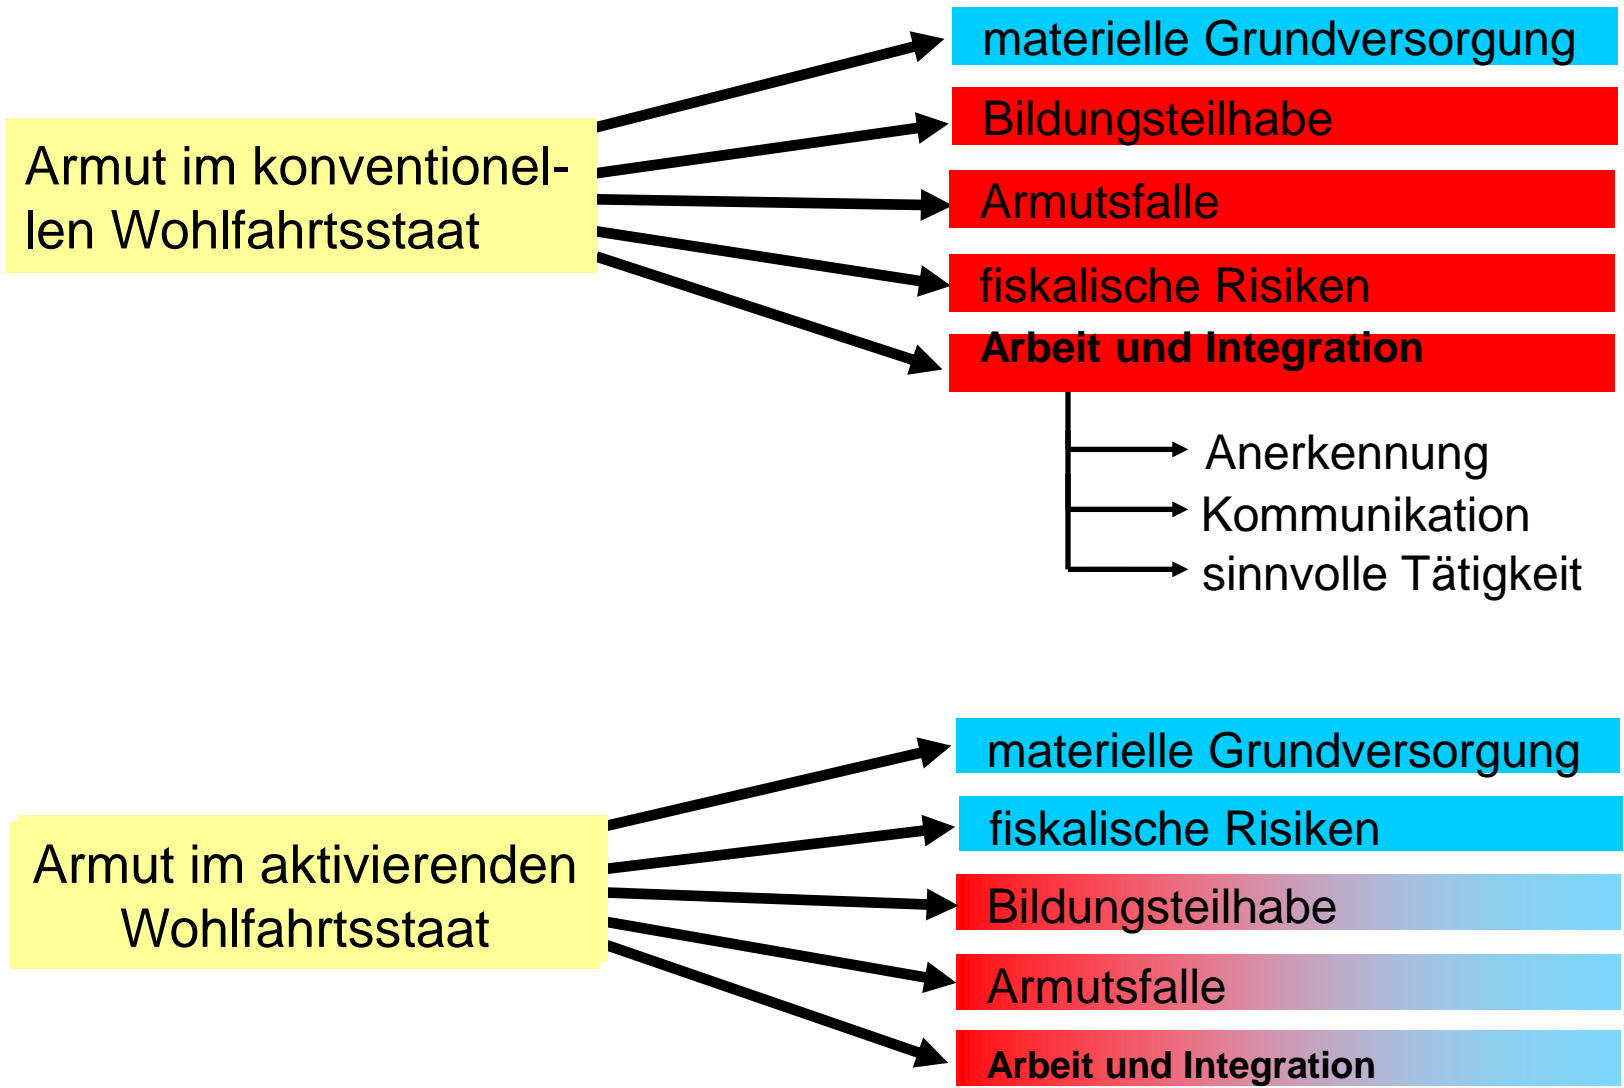 materielle Grundversorgung
Bildungsteilhabe
Armut im konventionel-
len Wohlfahrtsstaat
Armutsfalle
fiskalische Risiken
Arbeit und Integration
Anerkennung
Kommunikation
sinnvolle Tätigkeit
materielle Grundversorgung
fiskalische Risiken
Armut im aktivierenden
Wohlfahrtsstaat
Bildungsteilhabe
Armutsfalle
Arbeit und Integration